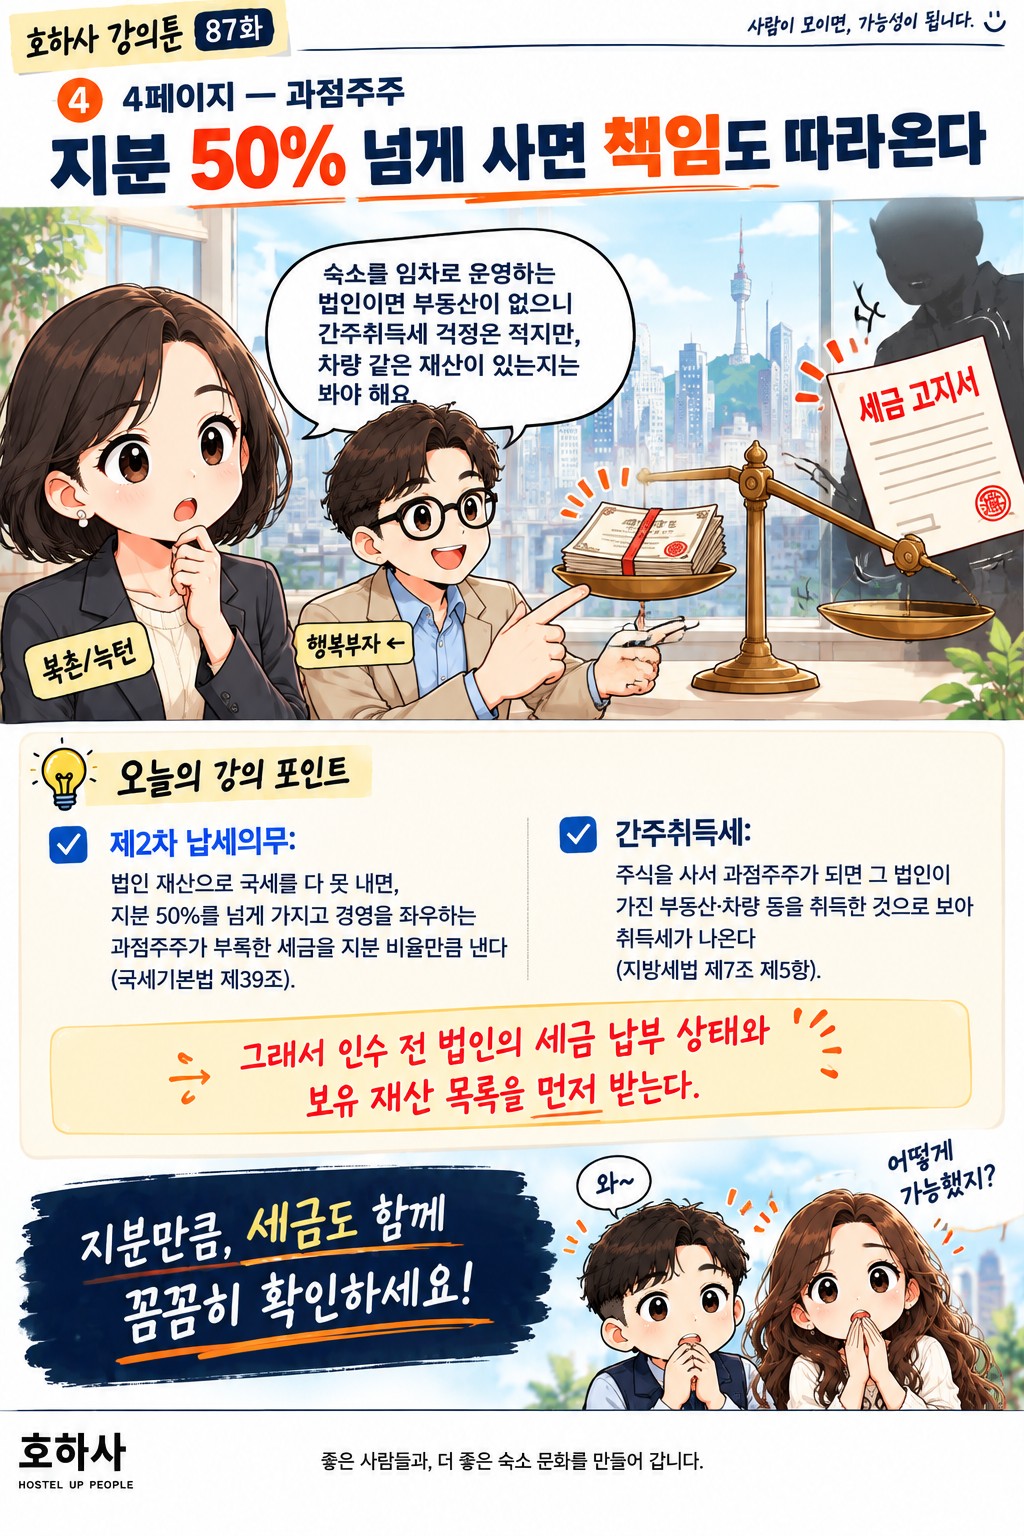 호하사 강의툰 87화
사람이 모이면, 가능성이 됩니다.
4 4페이지 — 과점주주
지분 50% 넘게 사면 책임도 따라온다
숙소를 임차로 운영하는
법인이면 부동산이 없으니
간주취득세 걱정은 적지만,
차량 같은 재산이 있는지는
봐야 해요.
세금 고지서
북촌/녹턴
행복부자 ←
오늘의 강의 포인트
제2차 납세의무:
법인 재산으로 국세를 다 못 내면,
지분 50%를 넘게 가지고 경영을 좌우하는
과점주주가 부록한 세금을 지분 비율만큼 낸다
(국세기본법 제39조).
간주취득세:
주식을 사서 과점주주가 되면 그 법인이
가진 부동산·차량 등을 취득한 것으로 보아
취득세가 나온다
(지방세법 제7조 제5항).
그래서 인수 전 법인의 세금 납부 상태와
보유 재산 목록을 먼저 받는다.
지분만큼, 세금도 함께
꼼꼼히 확인하세요!
와~
어떻게
가능했지?
호하사
HOSTEL UP PEOPLE
좋은 사람들과, 더 좋은 숙소 문화를 만들어 갑니다.